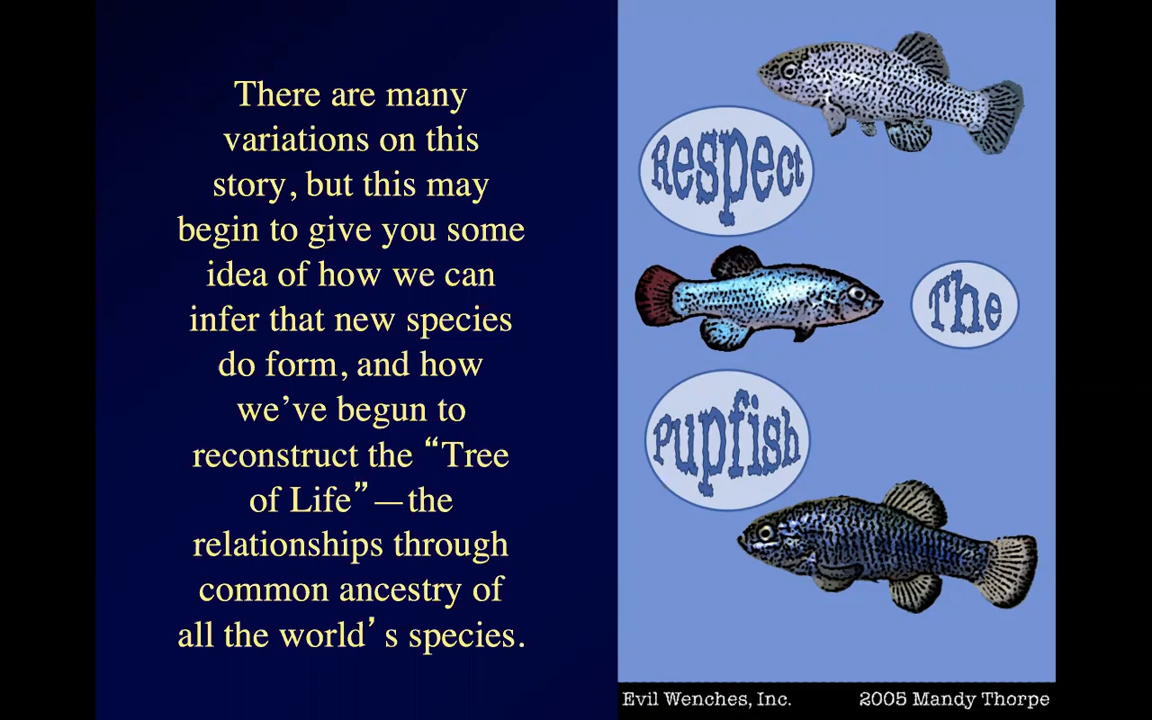 There are many
variations on this
story, but this may
begin to give you some
idea of how we can
infer that new species
do form, and how
we’ve begun to
reconstruct the “Tree
of Life”—the
relationships through
common ancestry of
all the world’s species.
Respect
The
Pupfish
Evil Wenches, Inc. 2005 Mandy Thorpe